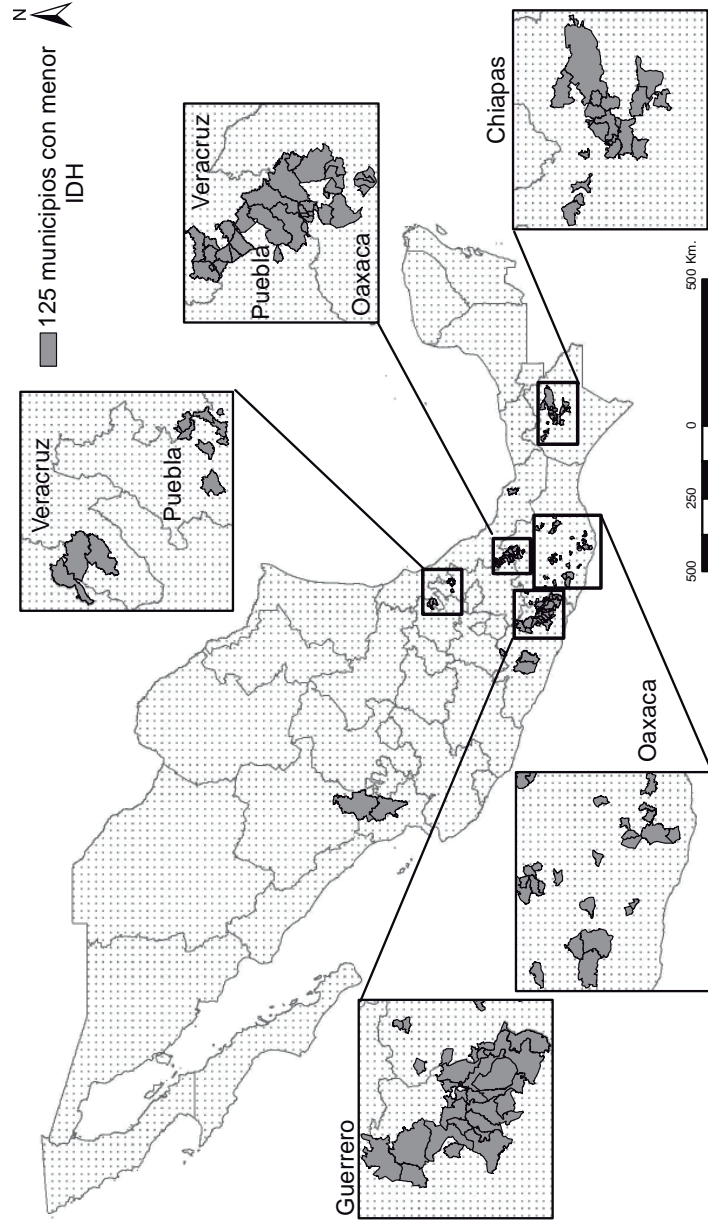 N
125 municipios con menor
IDH
Veracruz
Puebla
Veracruz
Puebla
Oaxaca
Chiapas
Guerrero
Oaxaca
500 250 0 500 Km.